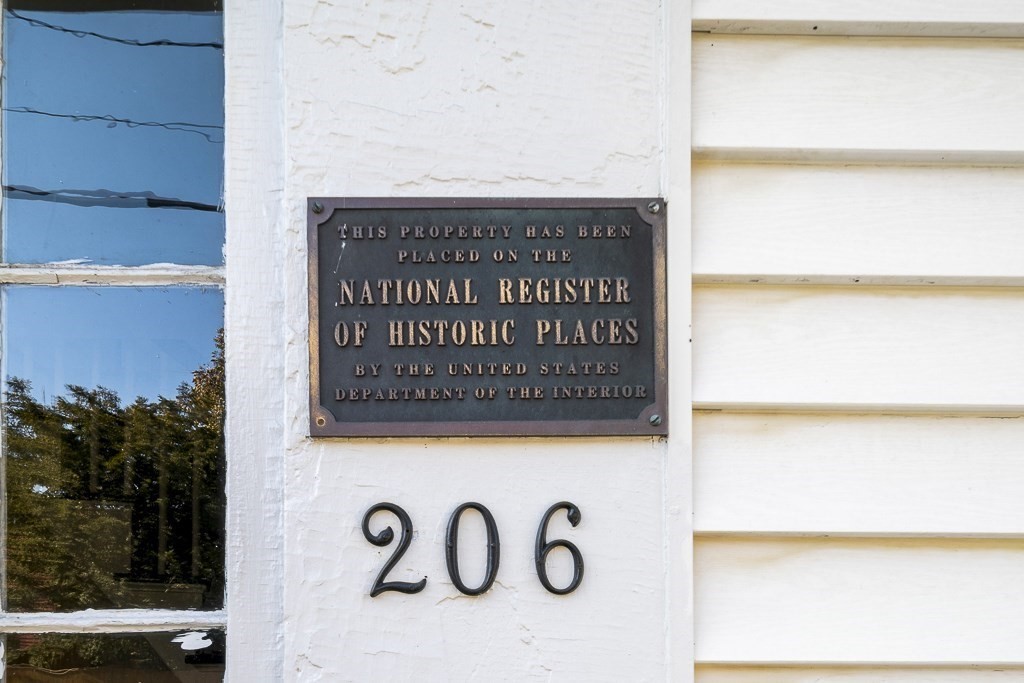 THIS PROPERTY HAS BEEN
PLACED ON THE
NATIONAL REGISTER
OF HISTORIC PLACES
BY THE UNITED STATES
DEPARTMENT OF THE INTERIOR
206